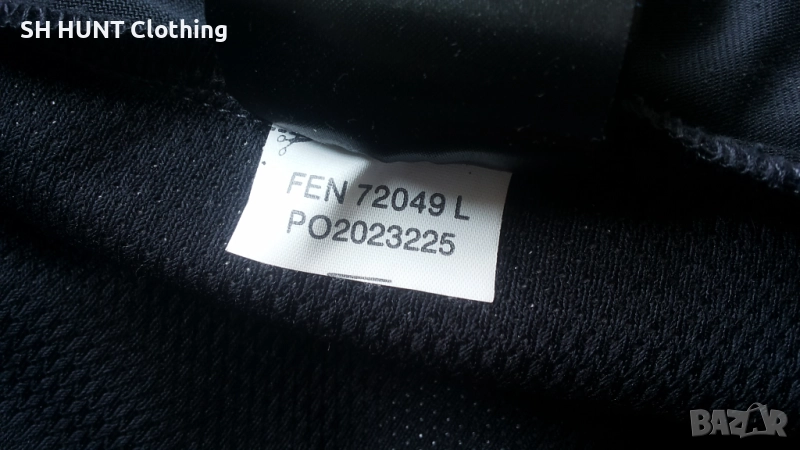 SH HUNT Clothing
FEN 72049 L
PO2023225
BAZAR